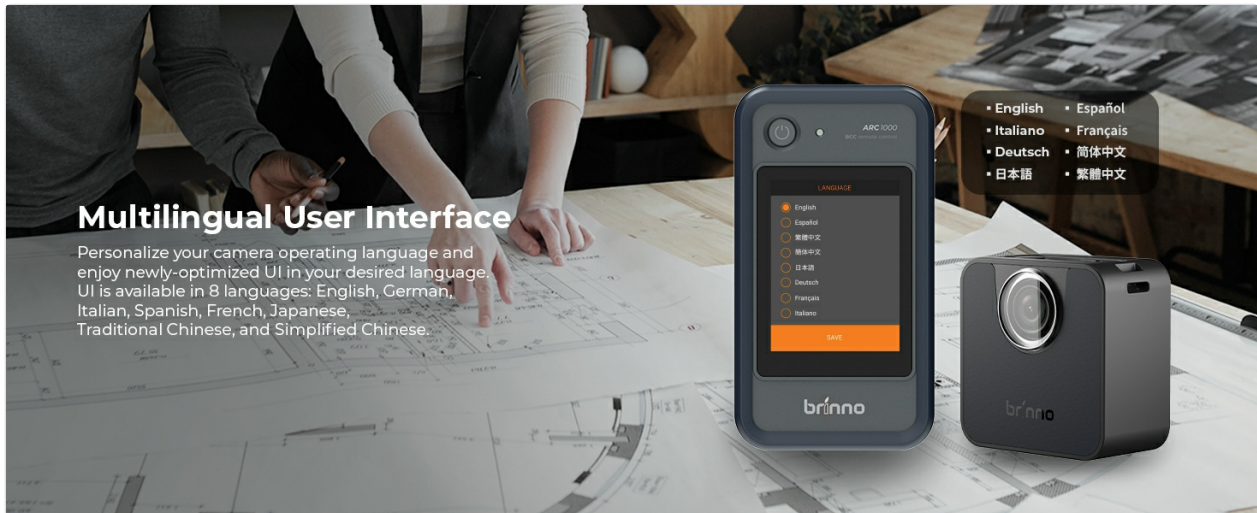 Multilingual User Interface
Personalize your camera operating language and
enjoy newly-optimized UI in your desired language.
UI is available in 8 languages: English, German,
Italian, Spanish, French, Japanese,
Traditional Chinese, and Simplified Chinese.
ARC1000
LANGUAGE
English
Español
繁體中文
簡体中文
日本語
Deutsch
Français
Italiano
SAVE
brinno
▪ English ▪ Español
▪ Italiano ▪ Français
▪ Deutsch ▪ 简体中文
▪ 日本語 ▪ 繁體中文
brinno